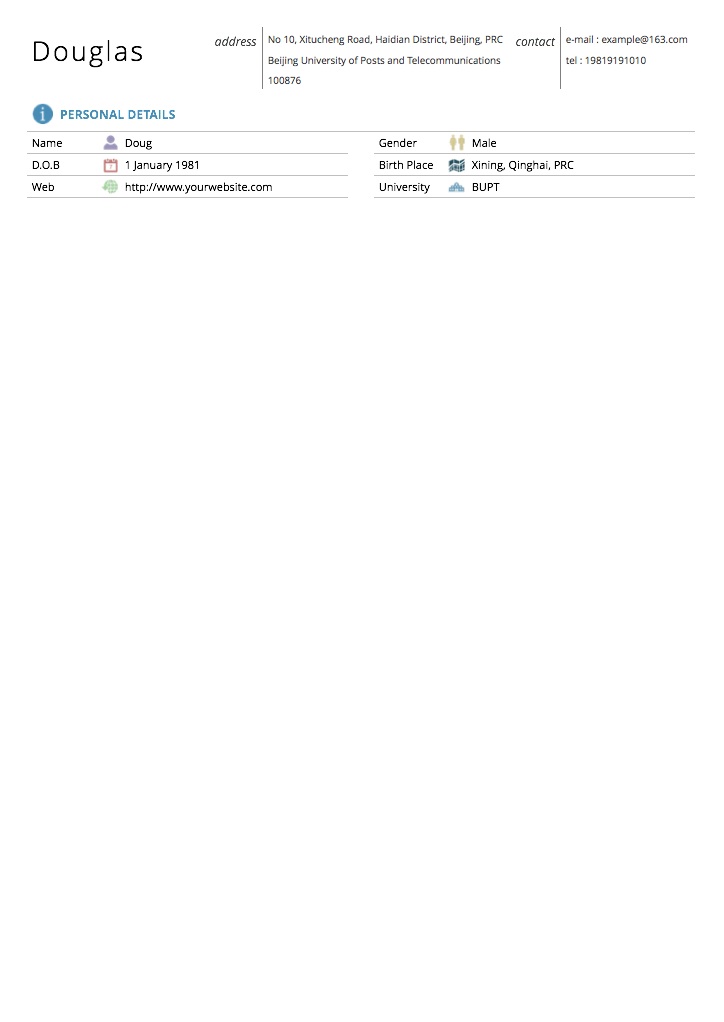 Douglas
address
No 10, Xitucheng Road, Haidian District, Beijing, PRC
Beijing University of Posts and Telecommunications
100876
contact
e-mail : example@163.com
tel : 19819191010
PERSONAL DETAILS
Name Doug
D.O.B 1 January 1981
Web http://www.yourwebsite.com
Gender Male
Birth Place Xining, Qinghai, PRC
University BUPT